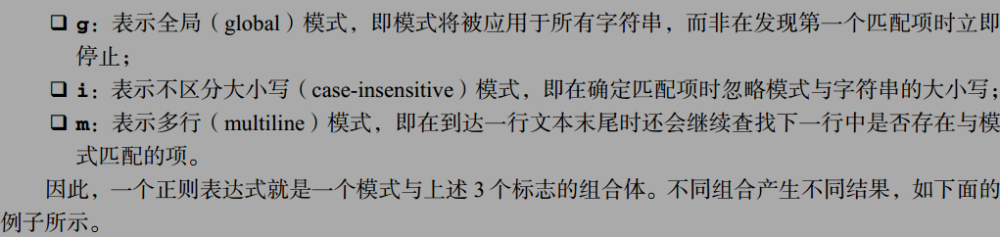 ❑ g：表示全局（global）模式，即模式将被应用于所有字符串，而非在发现第一个匹配项时立即
停止；
❑ i：表示不区分大小写（case-insensitive）模式，即在确定匹配项时忽略模式与字符串的大小写；
❑ m：表示多行（multiline）模式，即在到达一行文本末尾时还会继续查找下一行中是否存在与模
式匹配的项。
因此，一个正则表达式就是一个模式与上述 3 个标志的组合体。不同组合产生不同结果，如下面的
例子所示。